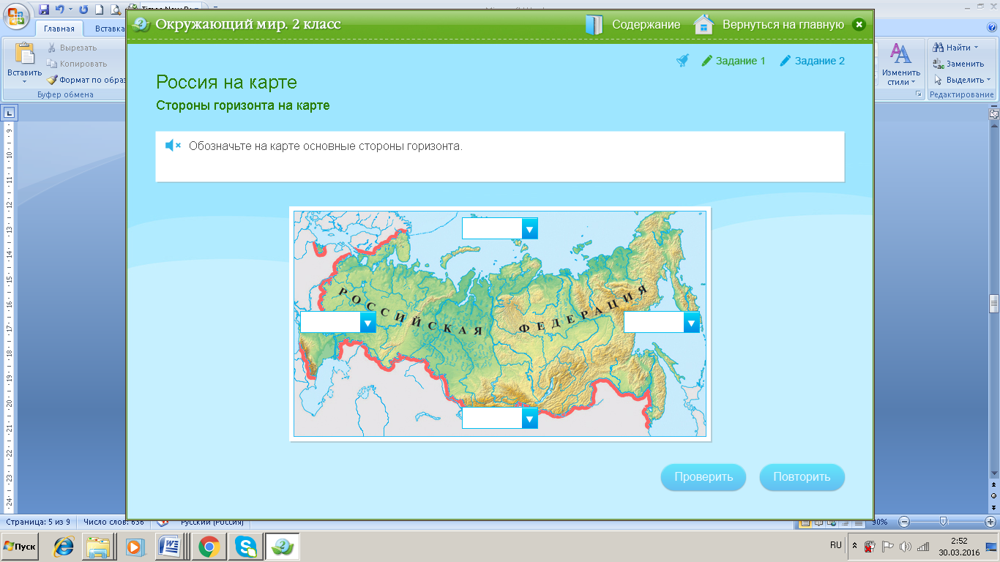 Главная
Вставка
Вставить
Вырезать
Копировать
Формат по обра
Буфер обмена
Изменить стили
Найти
Заменить
Выделить
Редактирование
Окружающий мир. 2 класс
Содержание
Вернуться на главную
Задание 1
Задание 2
Россия на карте
Стороны горизонта на карте
Обозначьте на карте основные стороны горизонта.
РОССИЙСКАЯ ФЕДЕРАЦИЯ
Проверить
Повторить
Страница: 5 из 9
Число слов: 636
Русский (Россия)
90%
Пуск
RU
2:52
30.03.2016